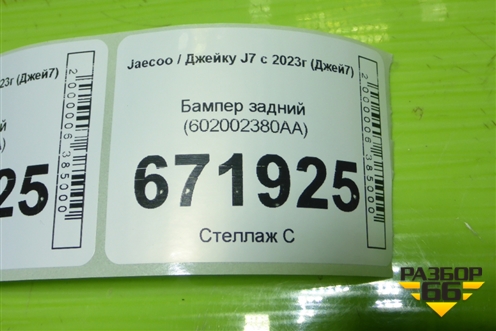 23г (Джей7)
Jaecoo / Джейку J7 с 2023г (Джей7)
Бампер задний
(602002380AA)
671925
Стеллаж С
25
2000006385000
2000006385000
РАЗБОР
66